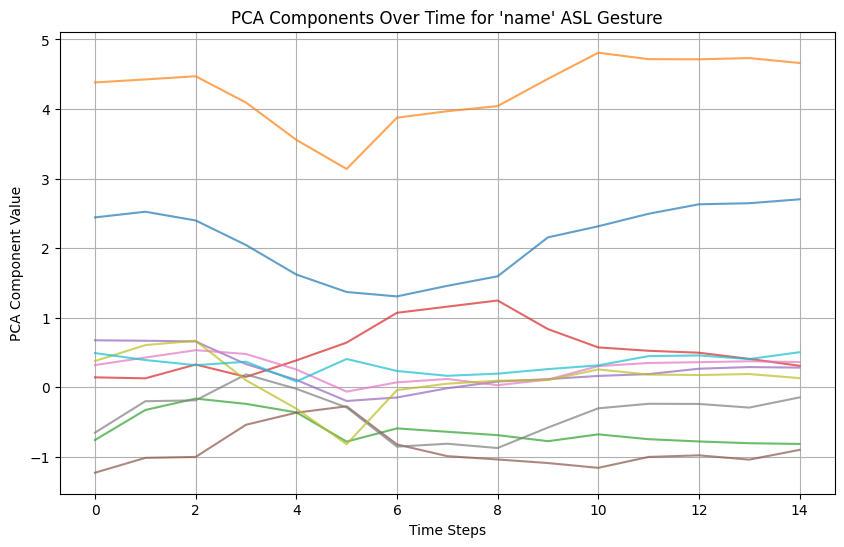 PCA Components Over Time for 'name' ASL Gesture
5
4
3
2
1
0
−1
PCA Component Value
0 2 4 6 8 10 12 14
Time Steps